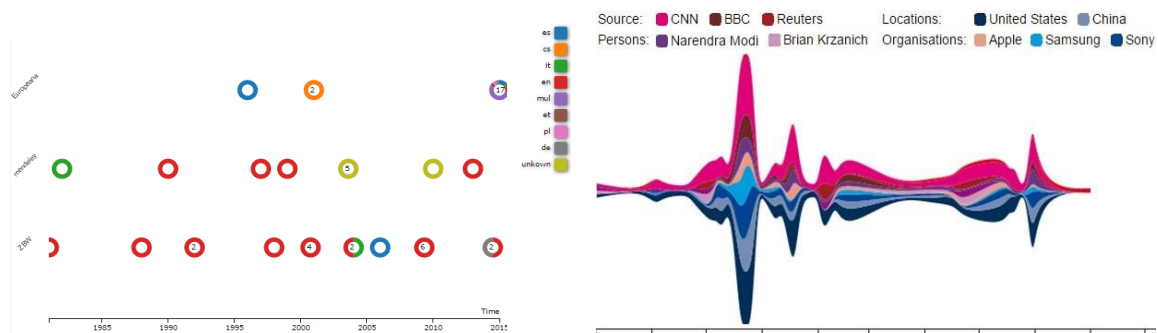 Europeana
mendeley
ZBW
2
17
5
2
4
2
6
2
Time
1985
1990
1995
2000
2005
2010
2015
es
cs
it
en
mul
et
pl
de
unkown
Source: CNN BBC Reuters
Locations: United States China
Persons: Narendra Modi Brian Krzanich
Organisations: Apple Samsung Sony